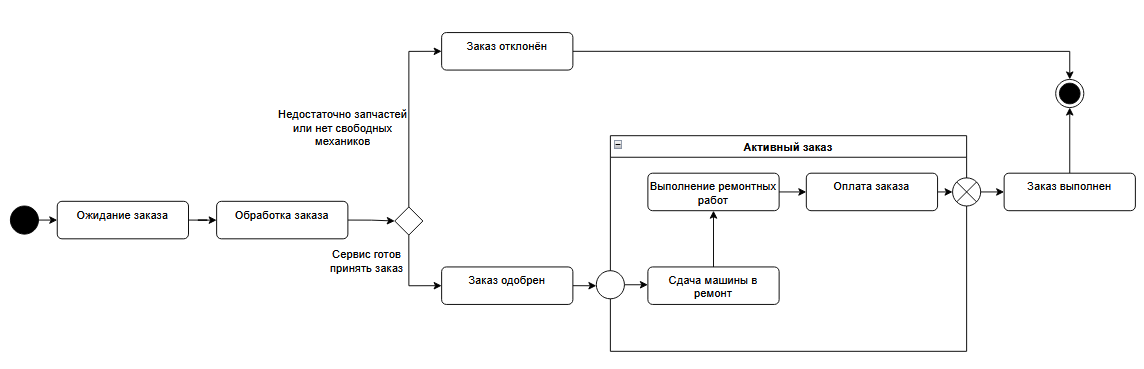 Заказ отклонён
Недостаточно запчастей
или нет свободных
механиков
Активный заказ
Выполнение ремонтных
работ
Оплата заказа
Заказ выполнен
Ожидание заказа
Обработка заказа
Сервис готов
принять заказ
Заказ одобрен
Сдача машины в
ремонт